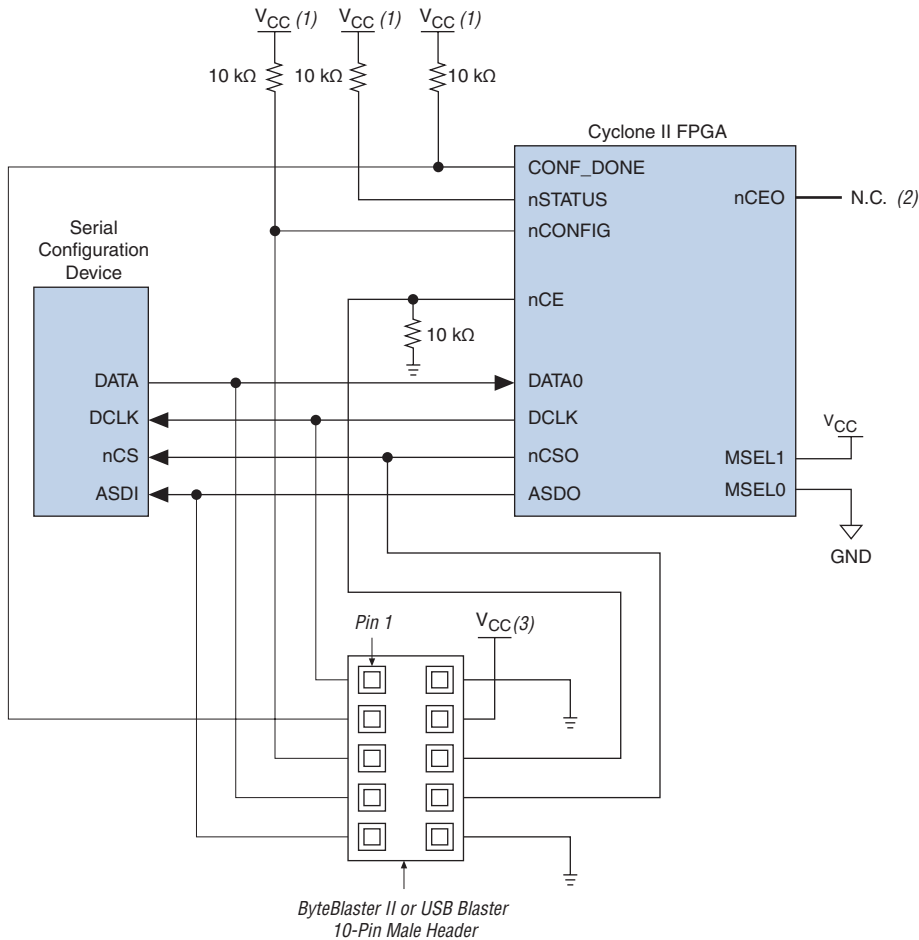 VCC (1) VCC (1) VCC (1)
10 kΩ 10 kΩ 10 kΩ
Cyclone II FPGA
CONF_DONE
nSTATUS
nCONFIG
nCE
DATA0
DCLK
nCSO
ASDO
nCEO
MSEL1
MSEL0
N.C. (2)
VCC
GND
10 kΩ
Serial
Configuration
Device
DATA
DCLK
nCS
ASDI
Pin 1
VCC (3)
ByteBlaster II or USB Blaster
10-Pin Male Header